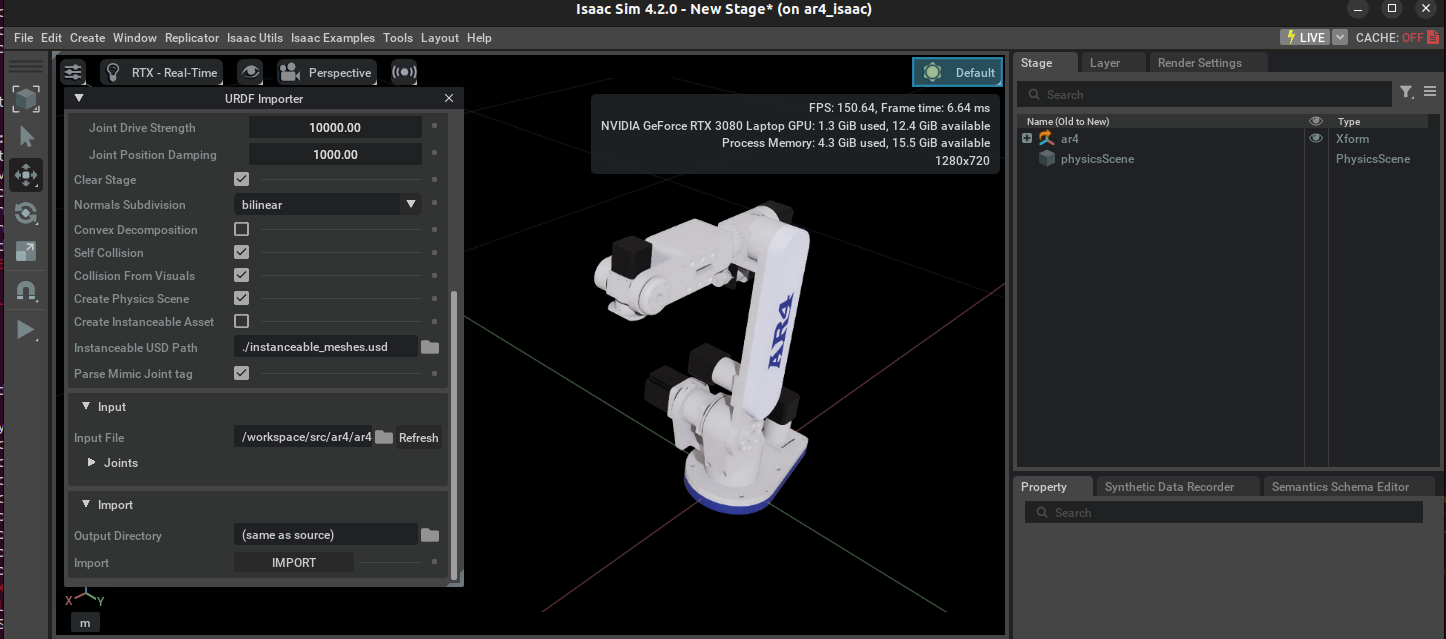 Isaac Sim 4.2.0 - New Stage* (on ar4_isaac)
File Edit Create Window Replicator Isaac Utils Isaac Examples Tools Layout Help
LIVE CACHE: OFF
RTX - Real-Time Perspective Default
URDF Importer
Joint Drive Strength 10000.00
Joint Position Damping 1000.00
Clear Stage
Normals Subdivision bilinear
Convex Decomposition
Self Collision
Collision From Visuals
Create Physics Scene
Create Instanceable Asset
Instanceable USD Path ./instanceable_meshes.usd
Parse Mimic Joint tag
Input
Input File /workspace/src/ar4/ar4 Refresh
Joints
Import
Output Directory (same as source)
Import IMPORT
X Y
m
FPS: 150.64, Frame time: 6.64 ms
NVIDIA GeForce RTX 3080 Laptop GPU: 1.3 GiB used, 12.4 GiB available
Process Memory: 4.3 GiB used, 15.5 GiB available
1280x720
AR4
Stage Layer Render Settings
Search
Name (Old to New) Type
ar4 Xform
physicsScene PhysicsScene
Property Synthetic Data Recorder Semantics Schema Editor
Search